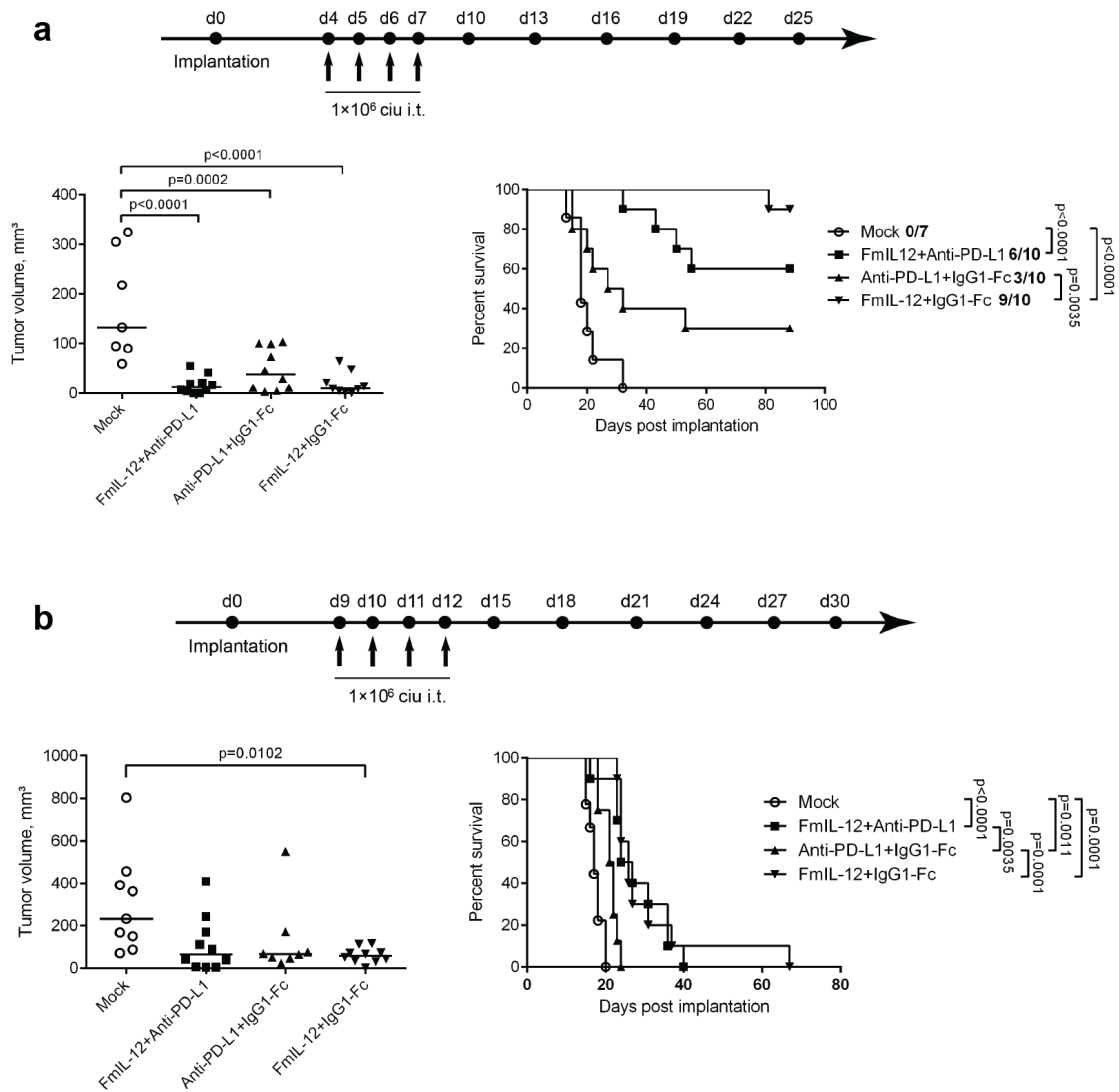 a
d0 d4 d5 d6 d7 d10 d13 d16 d19 d22 d25
Implantation
1×10⁶ ciu i.t.
p<0.0001
p=0.0002
p<0.0001
Tumor volume, mm³
400
300
200
100
0
Mock
FmIL-12+Anti-PD-L1
Anti-PD-L1+IgG1-Fc
FmIL-12+IgG1-Fc
Percent survival
100
80
60
40
20
0
0 20 40 60 80 100
Days post implantation
Mock 0/7
FmIL12+Anti-PD-L1 6/10
Anti-PD-L1+IgG1-Fc 3/10
FmIL-12+IgG1-Fc 9/10
p<0.0001
p=0.0035
p<0.0001
b
d0 d9 d10 d11 d12 d15 d18 d21 d24 d27 d30
Implantation
1×10⁶ ciu i.t.
p=0.0102
Tumor volume, mm³
1000
800
600
400
200
0
Mock
FmIL-12+Anti-PD-L1
Anti-PD-L1+IgG1-Fc
FmIL-12+IgG1-Fc
Percent survival
100
80
60
40
20
0
0 20 40 60 80
Days post implantation
Mock
FmIL-12+Anti-PD-L1
Anti-PD-L1+IgG1-Fc
FmIL-12+IgG1-Fc
p<0.0001
p=0.0035
p=0.0001
p=0.0011
p=0.0001